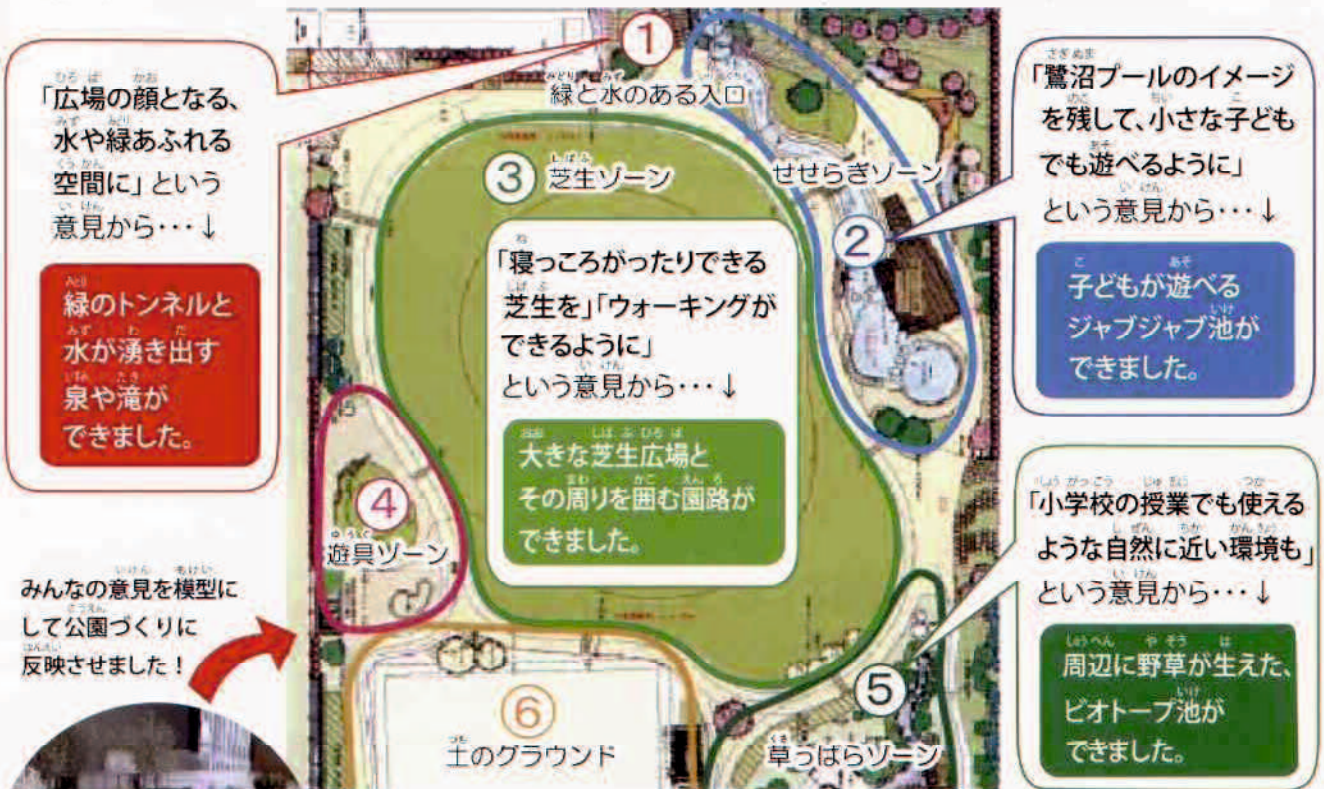 ①
緑と水のある入口
「広場の顔となる、
水や緑あふれる
空間に」という
意見から・・・↓
緑のトンネルと
水が湧き出す
泉や滝が
できました。
せせらぎゾーン
②
「鷺沼プールのイメージ
を残して、小さな子ども
でも遊べるように」
という意見から・・・↓
子どもが遊べる
ジャブジャブ池が
できました。
③ 芝生ゾーン
「寝っころがったりできる
芝生を」「ウォーキングが
できるように」
という意見から・・・↓
大きな芝生広場と
その周りを囲む園路が
できました。
④
遊具ゾーン
みんなの意見を模型に
して公園づくりに
反映させました!
⑤
草っぱらゾーン
「小学校の授業でも使える
ような自然に近い環境も」
という意見から・・・↓
周辺に野草が生えた、
ビオトープ池が
できました。
⑥
土のグラウンド